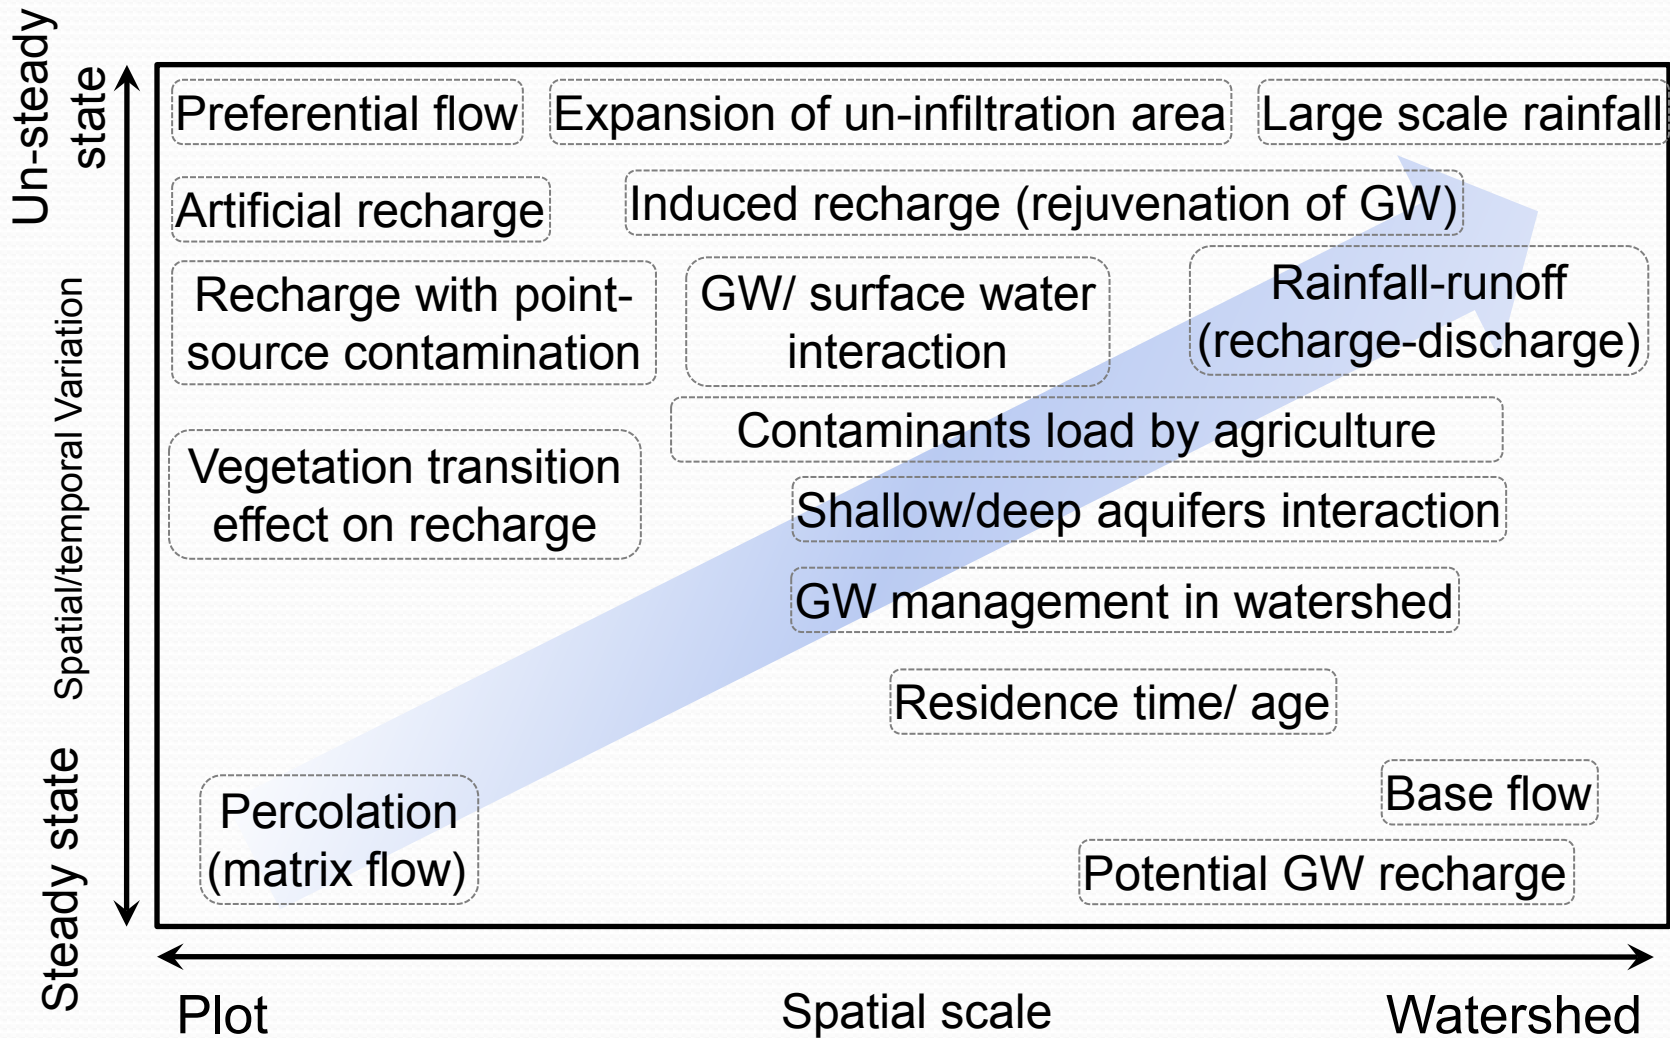 Un-steady
state
Preferential flow
Expansion of un-infiltration area
Large scale rainfall
Artificial recharge
Induced recharge (rejuvenation of GW)
Recharge with point-
source contamination
GW/ surface water
interaction
Rainfall-runoff
(recharge-discharge)
Spatial/temporal Variation
Contaminants load by agriculture
Vegetation transition
effect on recharge
Shallow/deep aquifers interaction
GW management in watershed
Residence time/ age
Steady state
Percolation
(matrix flow)
Base flow
Potential GW recharge
Plot
Spatial scale
Watershed